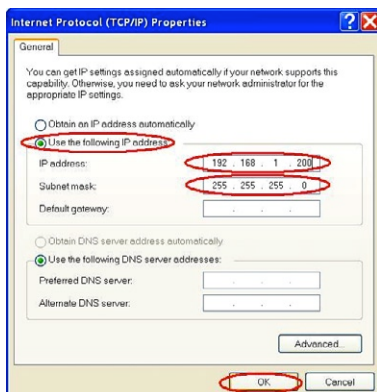 Internet Protocol (TCP/IP) Properties
General
You can get IP settings assigned automatically if your network supports this
capability. Otherwise, you need to ask your network administrator for the
appropriate IP settings.
Obtain an IP address automatically
Use the following IP address:
IP address: 192 . 168 . 1 . 200
Subnet mask: 255 . 255 . 255 . 0
Default gateway: . . .
Obtain DNS server address automatically
Use the following DNS server addresses:
Preferred DNS server: . . .
Alternate DNS server: . . .
Advanced...
OK Cancel